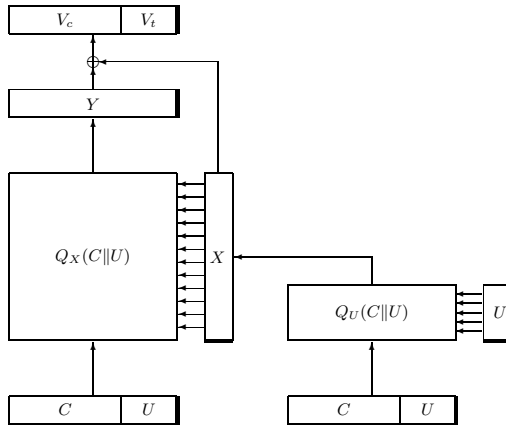 V_c V_t
Y
Q_X(C∥U) X
Q_U(C∥U) U
C U C U